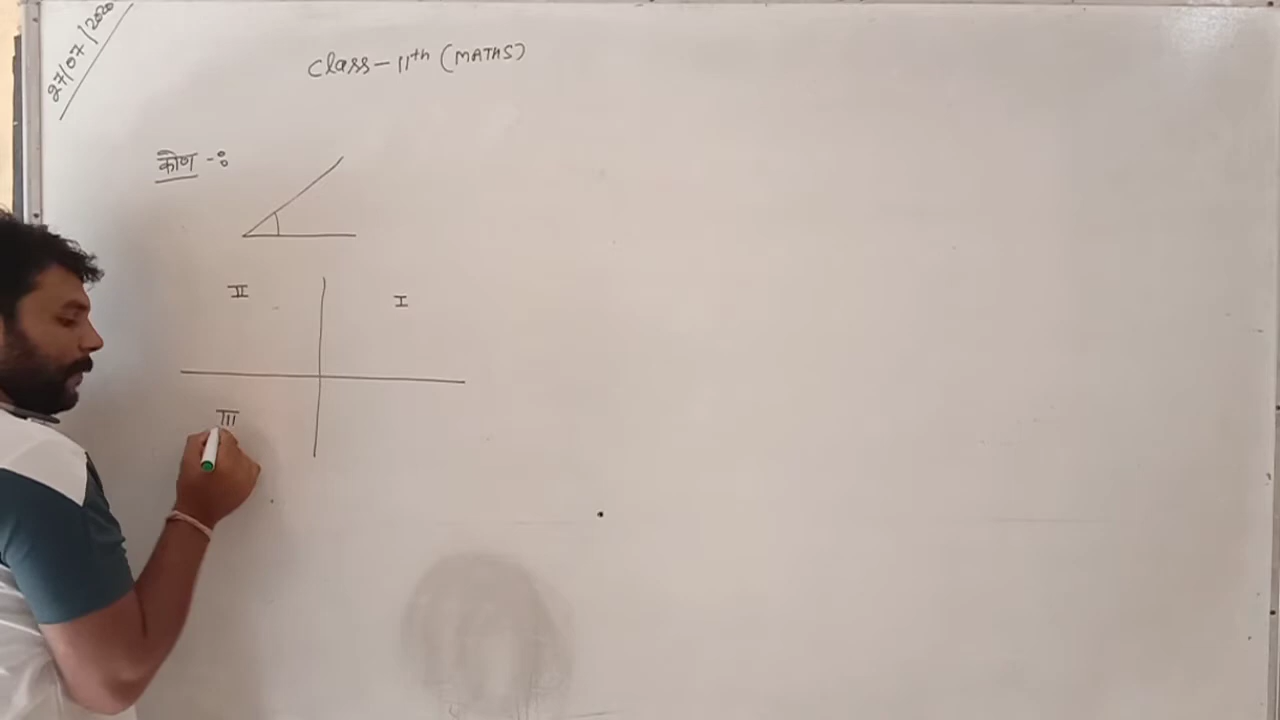 27/07/2020
Class - 11th (MATHS)
कोण -:
II
I
III